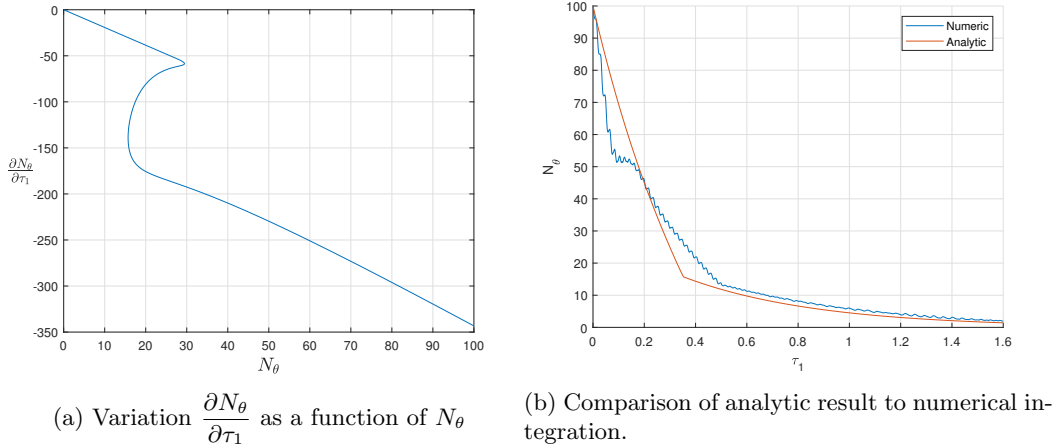 0
-50
-100
-150
-200
-250
-300
-350
∂N_θ/∂τ_1
0 10 20 30 40 50 60 70 80 90 100
N_θ
(a) Variation ∂N_θ/∂τ_1 as a function of N_θ
100
90
80
70
60
50
40
30
20
10
0
N_θ
Numeric
Analytic
0 0.2 0.4 0.6 0.8 1 1.2 1.4 1.6
τ_1
(b) Comparison of analytic result to numerical in-
tegration.